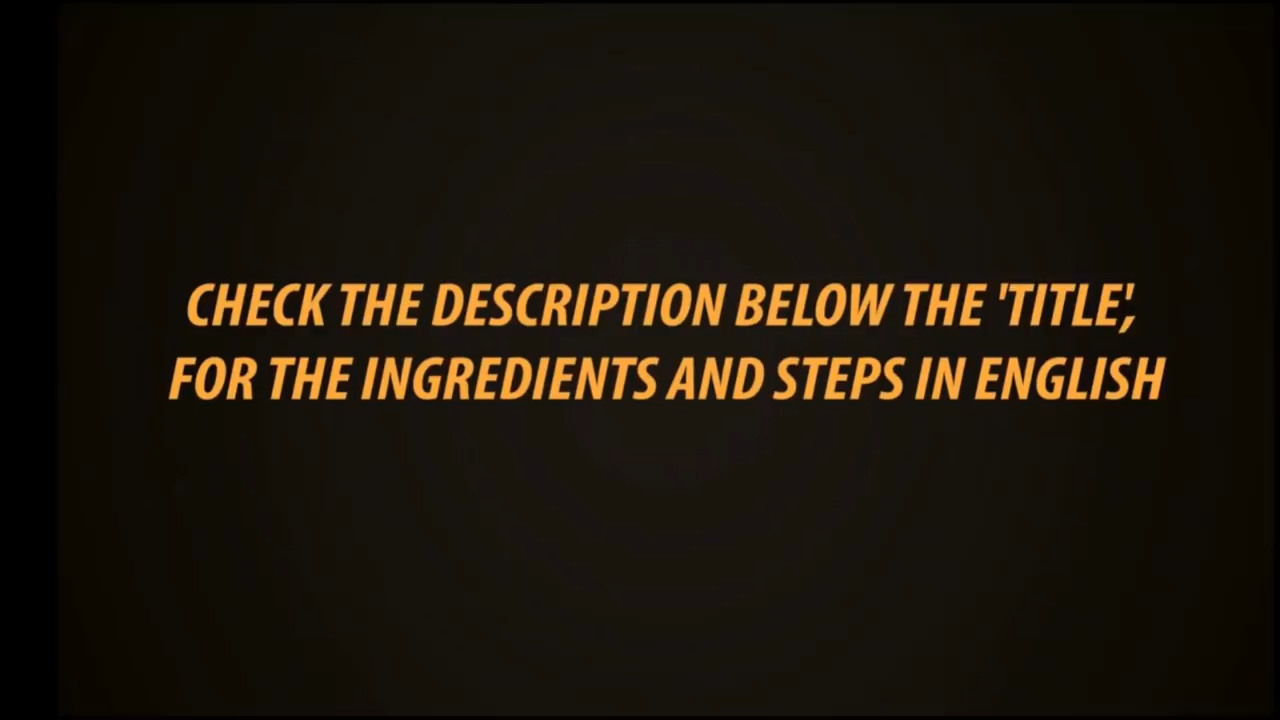 CHECK THE DESCRIPTION BELOW THE 'TITLE',
FOR THE INGREDIENTS AND STEPS IN ENGLISH